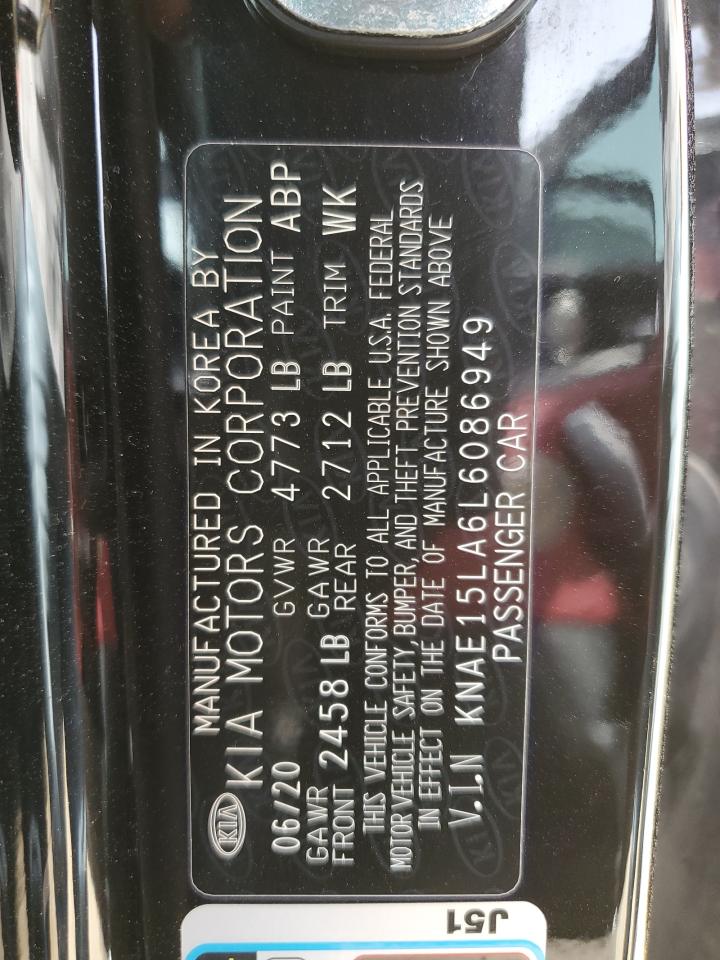 KIA
MANUFACTURED IN KOREA BY
KIA MOTORS CORPORATION
06/20 GVWR 4773 LB PAINT ABP
GAWR FRONT 2458 LB GAWR REAR 2712 LB TRIM WK
THIS VEHICLE CONFORMS TO ALL APPLICABLE U.S.A. FEDERAL
MOTOR VEHICLE SAFETY, BUMPER, AND THEFT PREVENTION STANDARDS
IN EFFECT ON THE DATE OF MANUFACTURE SHOWN ABOVE
V.I.N KNAE15LA6L6086949
PASSENGER CAR
J51